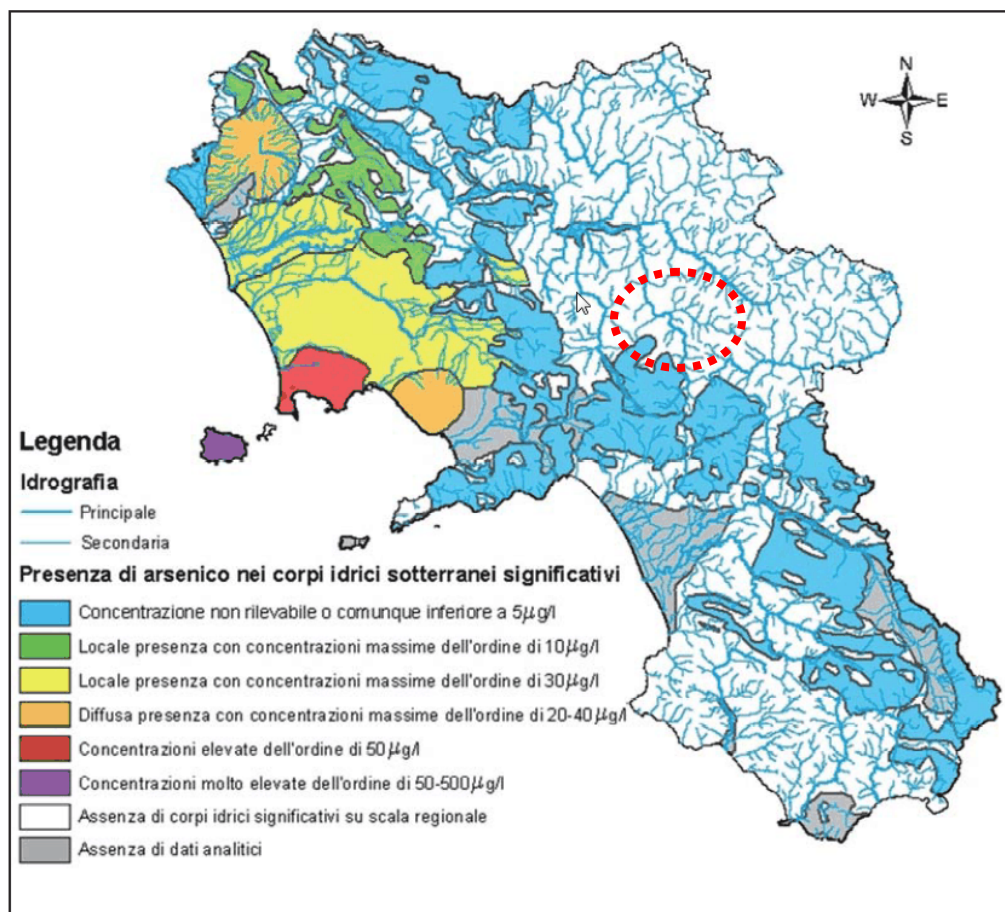 N
W E
S
Legenda
Idrografia
Principale
Secondaria
Presenza di arsenico nei corpi idrici sotterranei significativi
Concentrazione non rilevabile o comunque inferiore a 5µg/l
Locale presenza con concentrazioni massime dell'ordine di 10µg/l
Locale presenza con concentrazioni massime dell'ordine di 30µg/l
Diffusa presenza con concentrazioni massime dell'ordine di 20-40µg/l
Concentrazioni elevate dell'ordine di 50µg/l
Concentrazioni molto elevate dell'ordine di 50-500µg/l
Assenza di corpi idrici significativi su scala regionale
Assenza di dati analitici